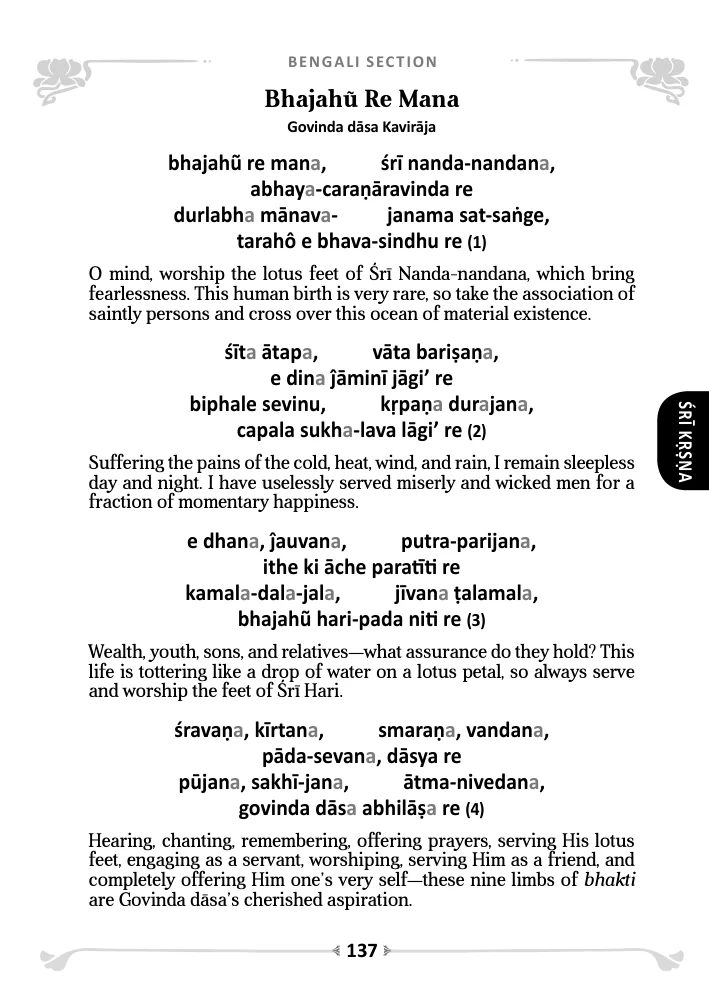 BENGALI SECTION
Bhajahũ Re Mana
Govinda dāsa Kavirāja
bhajahũ re mana, śrī nanda-nandana,
abhaya-caraṇāravinda re
durlabha mānava- janama sat-saṅge,
tarahô e bhava-sindhu re (1)
O mind, worship the lotus feet of Śrī Nanda-nandana, which bring
fearlessness. This human birth is very rare, so take the association of
saintly persons and cross over this ocean of material existence.
śīta ātapa, vāta bariṣaṇa,
e dina ĵāminī jāgi’ re
biphale sevinu, kṛpaṇa durajana,
capala sukha-lava lāgi’ re (2)
Suffering the pains of the cold, heat, wind, and rain, I remain sleepless
day and night. I have uselessly served miserly and wicked men for a
fraction of momentary happiness.
ŚRĪ KṚṢṆA
e dhana, ĵauvana, putra-parijana,
ithe ki āche paratīti re
kamala-dala-jala, jīvana ṭalamala,
bhajahũ hari-pada niti re (3)
Wealth, youth, sons, and relatives—what assurance do they hold? This
life is tottering like a drop of water on a lotus petal, so always serve
and worship the feet of Śrī Hari.
śravaṇa, kīrtana, smaraṇa, vandana,
pāda-sevana, dāsya re
pūjana, sakhī-jana, ātma-nivedana,
govinda dāsa abhilāṣa re (4)
Hearing, chanting, remembering, offering prayers, serving His lotus
feet, engaging as a servant, worshiping, serving Him as a friend, and
completely offering Him one’s very self—these nine limbs of bhakti
are Govinda dāsa’s cherished aspiration.
137